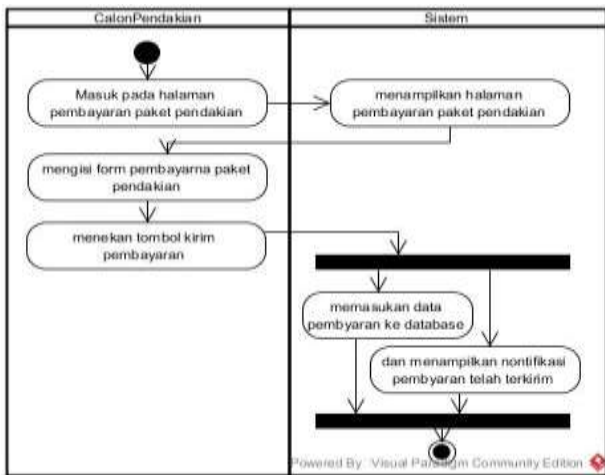 CalonPendakian
Sistem
Masuk pada halaman
pembayaran paket pendakian
menampilkan halaman
pembayaran paket pendakian
mengisi form pembayarna paket
pendakian
menekan tombol kirim
pembayaran
memasukan data
pembyaran ke database
dan menampilkan nontifikasi
pembyaran telah terkirim
Powered By Visual Paradigm Community Edition